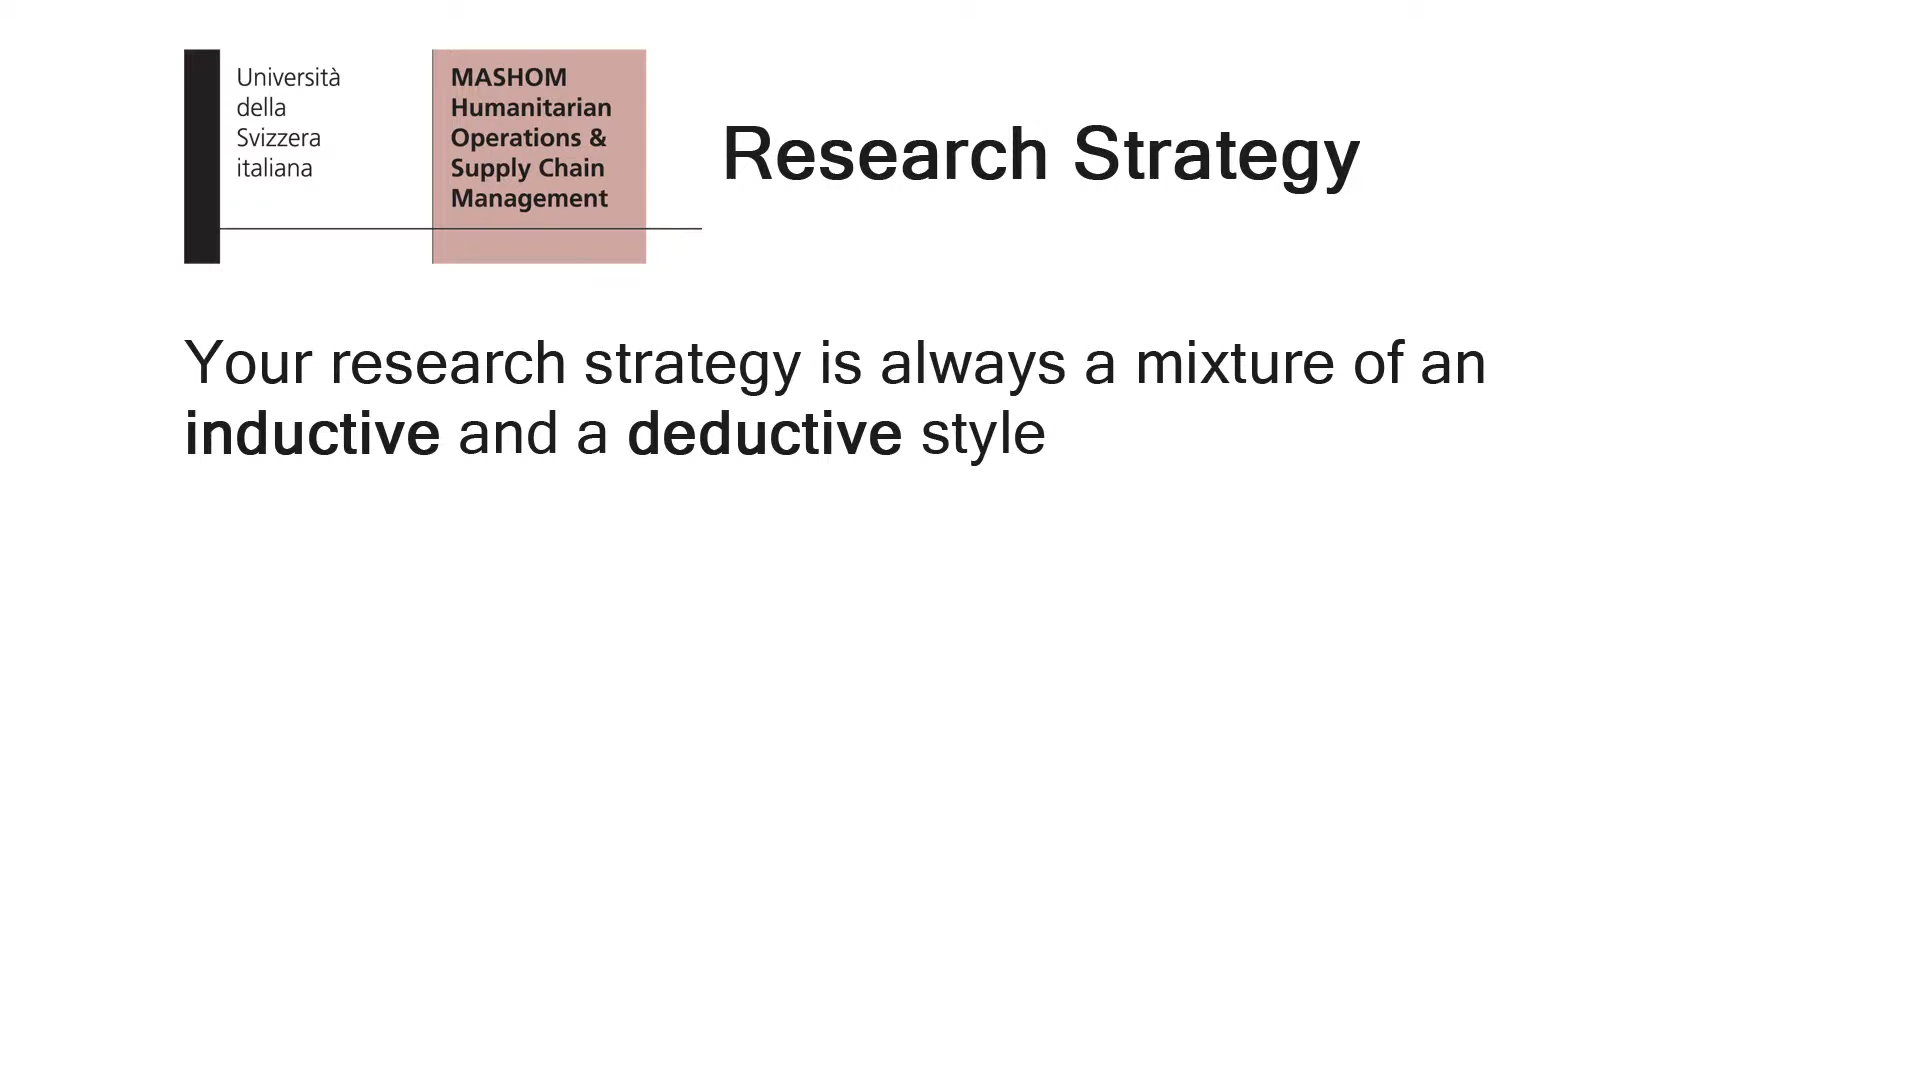 Università
della
Svizzera
italiana
MASHOM
Humanitarian
Operations &
Supply Chain
Management
Research Strategy
Your research strategy is always a mixture of an
inductive and a deductive style